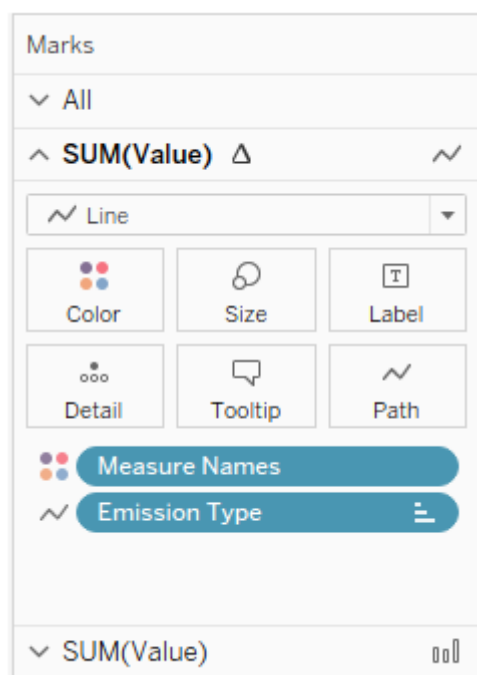 Marks
All
SUM(Value) Δ
Line
Color Size Label
Detail Tooltip Path
Measure Names
Emission Type
SUM(Value)